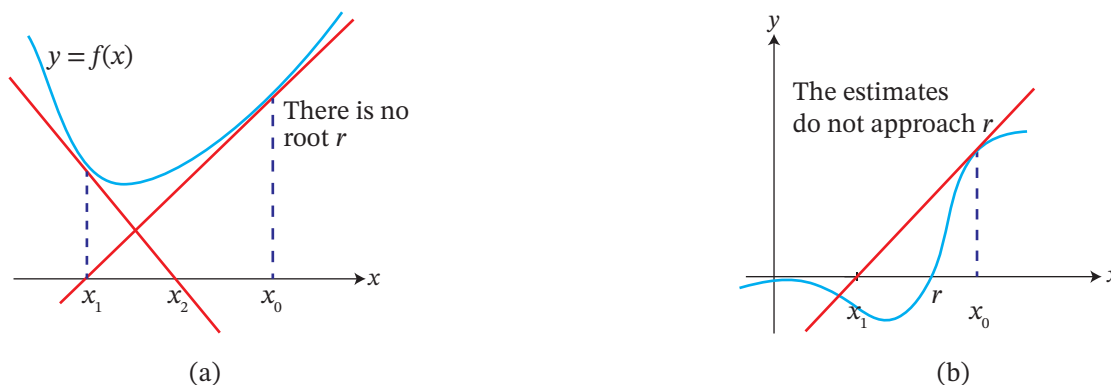 y = f(x)
There is no
root r
x₁
x₂
x₀
x
(a)
y
The estimates
do not approach r
x₁
r
x₀
x
(b)